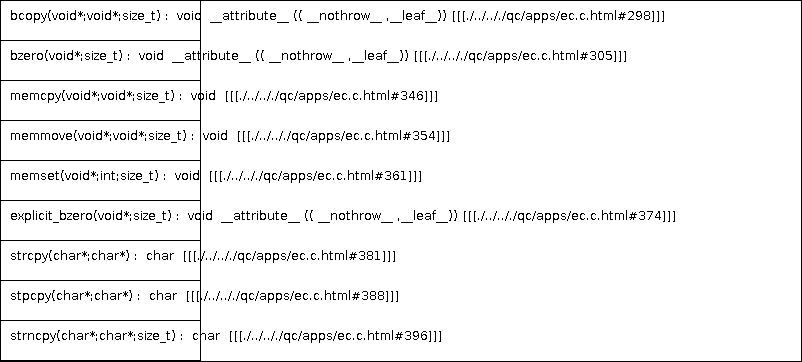 bcopy(void*;void*;size_t) : void __attribute__ (( __nothrow__ ,__leaf__)) [[[./../.././qc/apps/ec.c.html#298]]]
bzero(void*;size_t) : void __attribute__ (( __nothrow__ ,__leaf__)) [[[./../.././qc/apps/ec.c.html#305]]]
memcpy(void*;void*;size_t) : void [[[./../.././qc/apps/ec.c.html#346]]]
memmove(void*;void*;size_t) : void [[[./../.././qc/apps/ec.c.html#354]]]
memset(void*;int;size_t) : void [[[./../.././qc/apps/ec.c.html#361]]]
explicit_bzero(void*;size_t) : void __attribute__ (( __nothrow__ ,__leaf__)) [[[./../.././qc/apps/ec.c.html#374]]]
strcpy(char*;char*) : char [[[./../.././qc/apps/ec.c.html#381]]]
stpcpy(char*;char*) : char [[[./../.././qc/apps/ec.c.html#388]]]
strncpy(char*;char*;size_t) : char [[[./../.././qc/apps/ec.c.html#396]]]